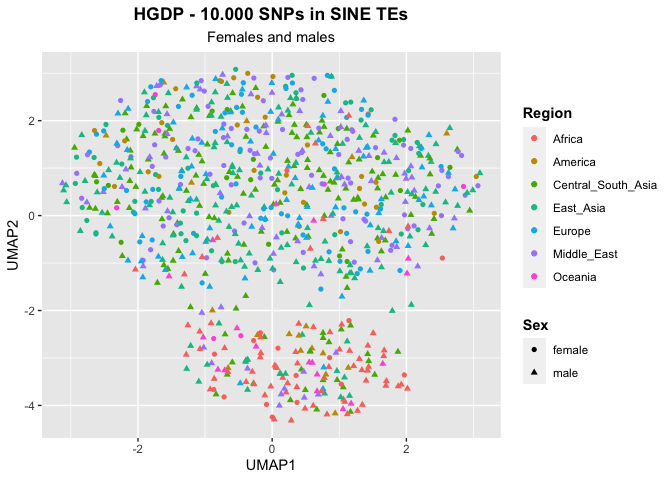 HGDP - 10.000 SNPs in SINE TEs
Females and males
UMAP2
2
0
-2
-4
-2
0
2
UMAP1
Region
Africa
America
Central_South_Asia
East_Asia
Europe
Middle_East
Oceania
Sex
female
male